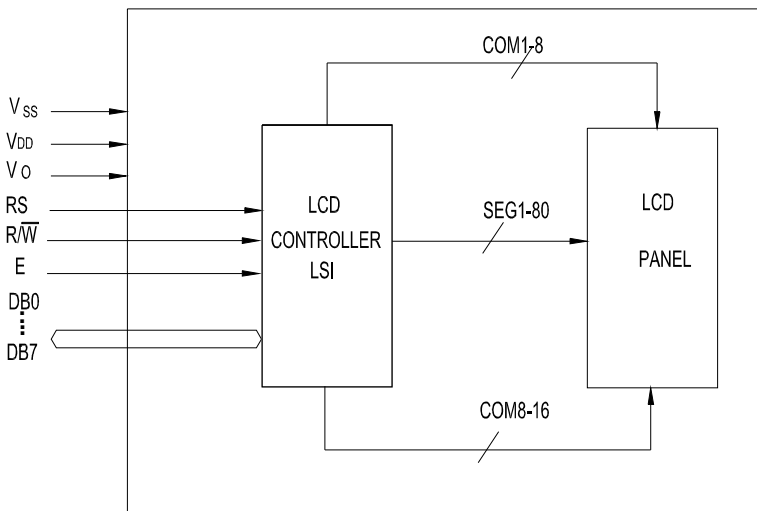 COM1-8
VSS
VDD
VO
RS
R/W̅
E
DB0
DB7
LCD
CONTROLLER
LSI
SEG1-80
LCD
PANEL
COM8-16